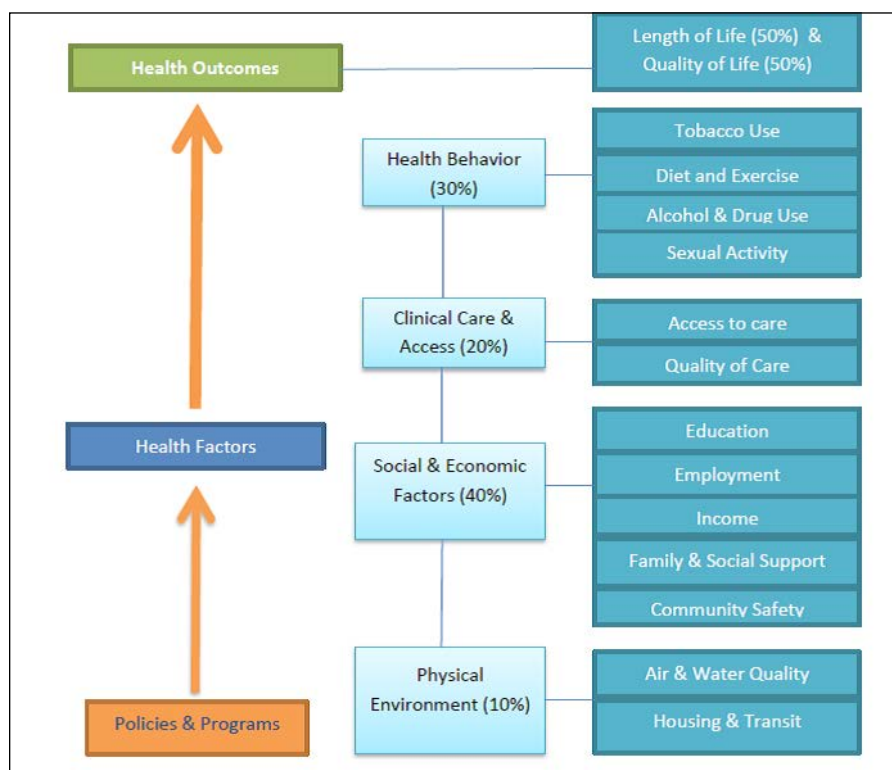 Health Outcomes
Length of Life (50%) &
Quality of Life (50%)
Health Behavior
(30%)
Tobacco Use
Diet and Exercise
Alcohol & Drug Use
Sexual Activity
Clinical Care &
Access (20%)
Access to care
Quality of Care
Health Factors
Social & Economic
Factors (40%)
Education
Employment
Income
Family & Social Support
Community Safety
Policies & Programs
Physical
Environment (10%)
Air & Water Quality
Housing & Transit